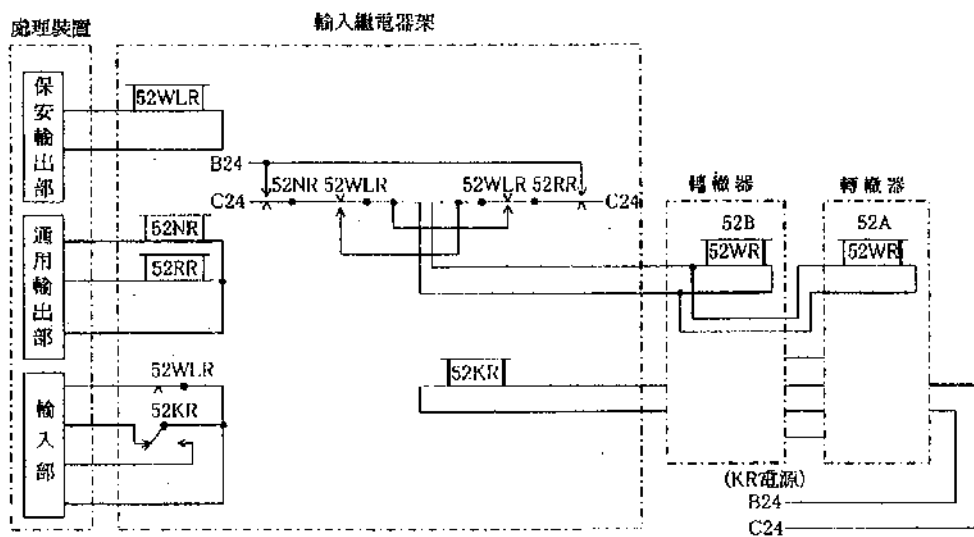 處理裝置
輸入繼電器架
保安輸出部
52WLR
B24
C24
52NR
52WLR
52WLR
52RR
C24
轉轍器
轉轍器
通用輸出部
52NR
52RR
52B
52WR
52A
52WR
輸入部
52WLR
52KR
52KR
(KR電源)
B24
C24